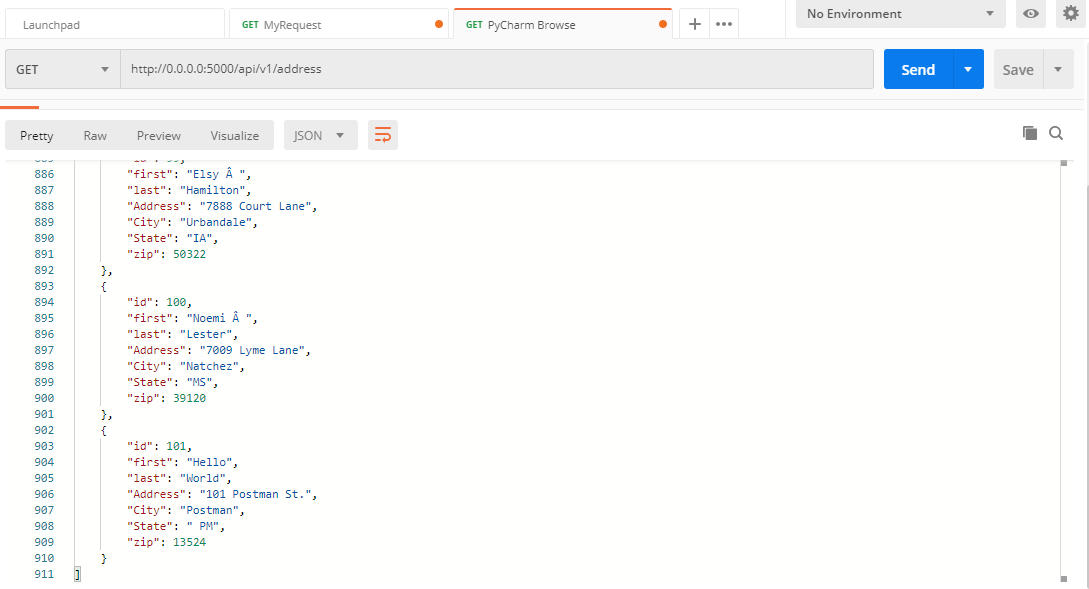 Launchpad
GET MyRequest
GET PyCharm Browse
No Environment
GET
http://0.0.0.0:5000/api/v1/address
Send
Save
Pretty Raw Preview Visualize JSON
886 "first": "Elsy Â ",
887 "last": "Hamilton",
888 "Address": "7888 Court Lane",
889 "City": "Urbandale",
890 "State": "IA",
891 "zip": 50322
892 },
893 {
894 "id": 100,
895 "first": "Noemi Â ",
896 "last": "Lester",
897 "Address": "7009 Lyme Lane",
898 "City": "Natchez",
899 "State": "MS",
900 "zip": 39120
901 },
902 {
903 "id": 101,
904 "first": "Hello",
905 "last": "World",
906 "Address": "101 Postman St.",
907 "City": "Postman",
908 "State": " PM",
909 "zip": 13524
910 }
911 ]